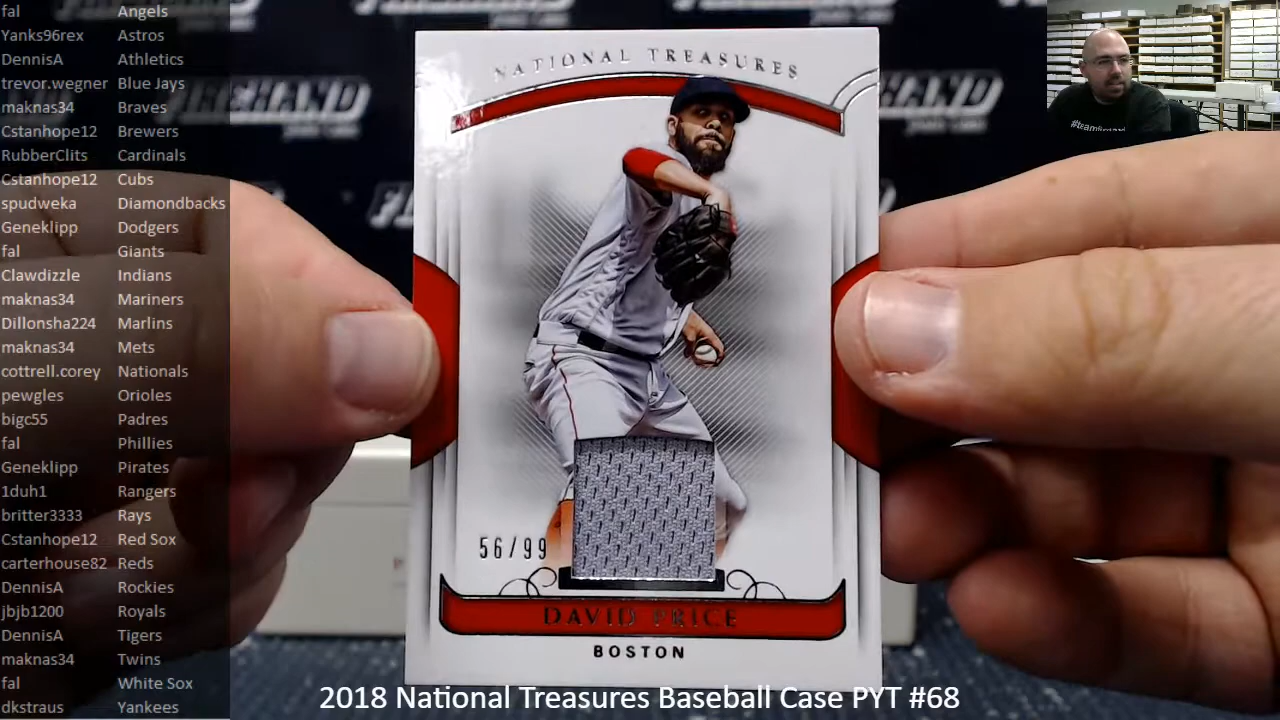 fal Angels
Yanks96rex Astros
DennisA Athletics
trevor.wegner Blue Jays
maknas34 Braves
Cstanhope12 Brewers
RubberClits Cardinals
Cstanhope12 Cubs
spudweka Diamondbacks
Geneklipp Dodgers
fal Giants
Clawdizzle Indians
maknas34 Mariners
Dillonsha224 Marlins
maknas34 Mets
cottrell.corey Nationals
pewgles Orioles
bigc55 Padres
fal Phillies
Geneklipp Pirates
1duh1 Rangers
britter3333 Rays
Cstanhope12 Red Sox
carterhouse82 Reds
DennisA Rockies
jbjb1200 Royals
DennisA Tigers
maknas34 Twins
fal White Sox
dkstraus Yankees
NATIONAL TREASURES
56/99
DAVID PRICE
BOSTON
2018 National Treasures Baseball Case PYT #68